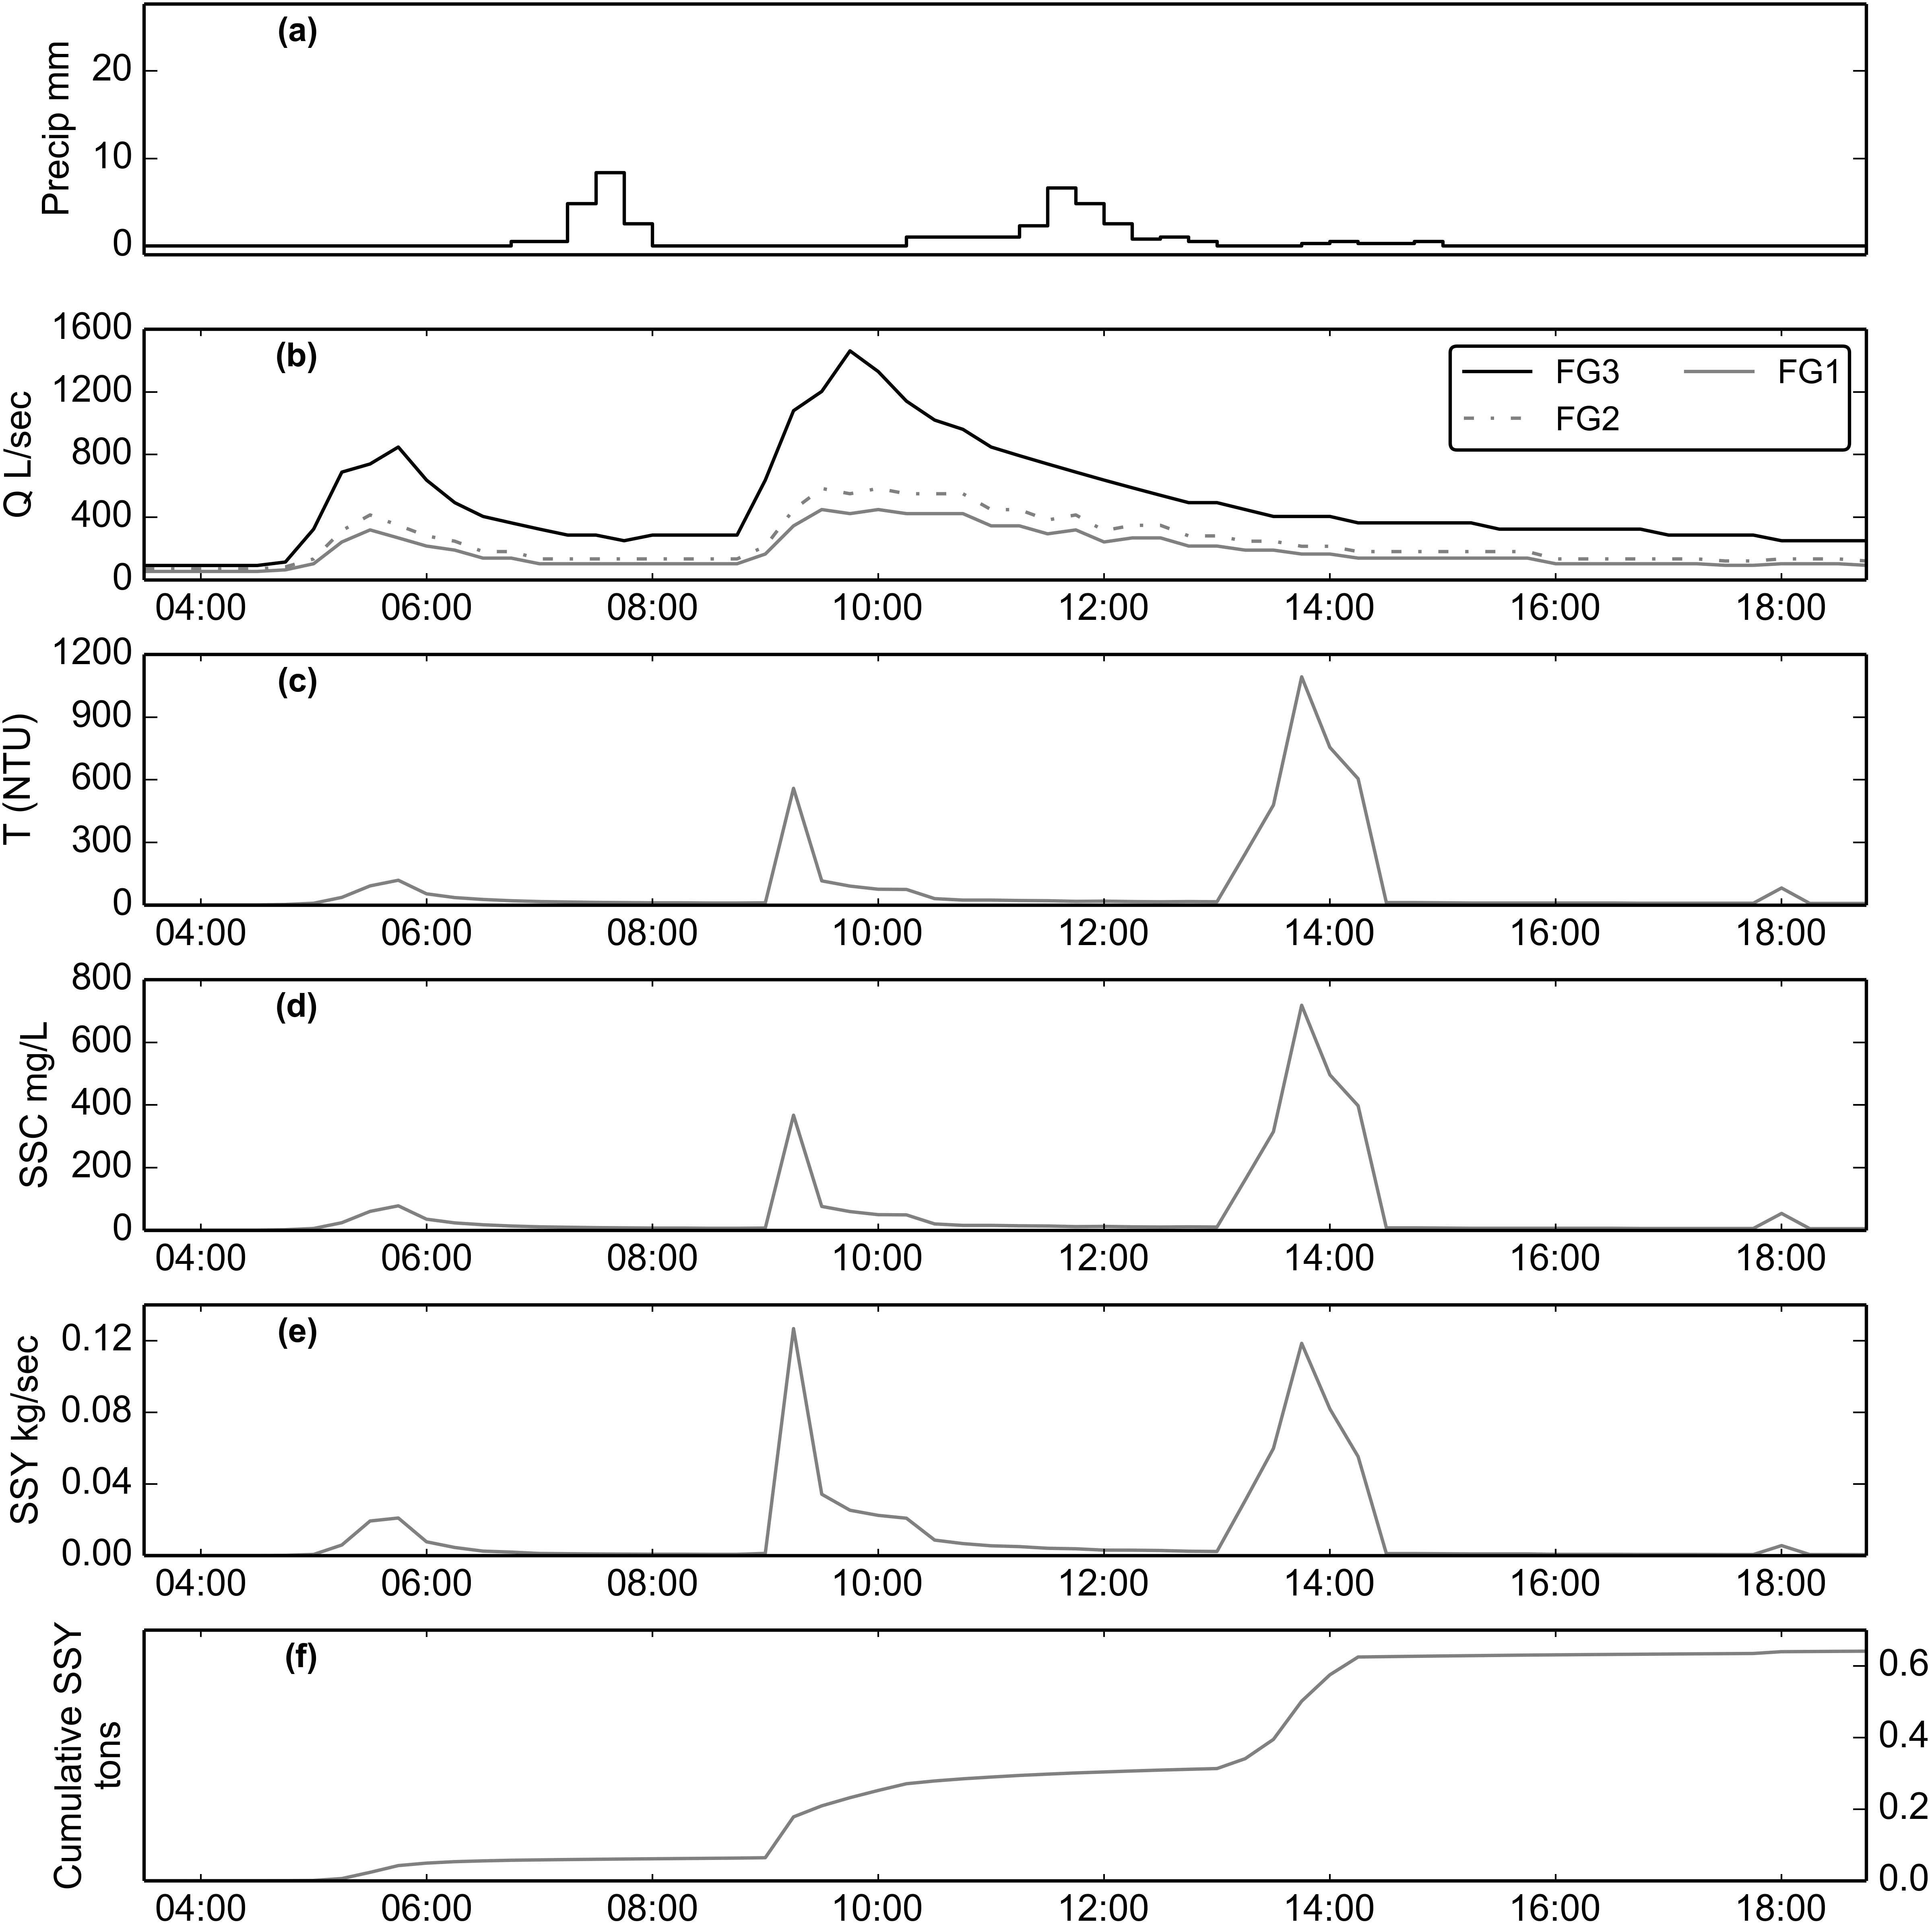 (a)
Precip mm
20
10
0
(b)
Q L/sec
1600
1200
800
400
0
FG3 FG1
FG2
04:00 06:00 08:00 10:00 12:00 14:00 16:00 18:00
(c)
T (NTU)
1200
900
600
300
0
04:00 06:00 08:00 10:00 12:00 14:00 16:00 18:00
(d)
SSC mg/L
800
600
400
200
0
04:00 06:00 08:00 10:00 12:00 14:00 16:00 18:00
(e)
SSY kg/sec
0.12
0.08
0.04
0.00
04:00 06:00 08:00 10:00 12:00 14:00 16:00 18:00
(f)
Cumulative SSY
tons
0.6
0.4
0.2
0.0
04:00 06:00 08:00 10:00 12:00 14:00 16:00 18:00